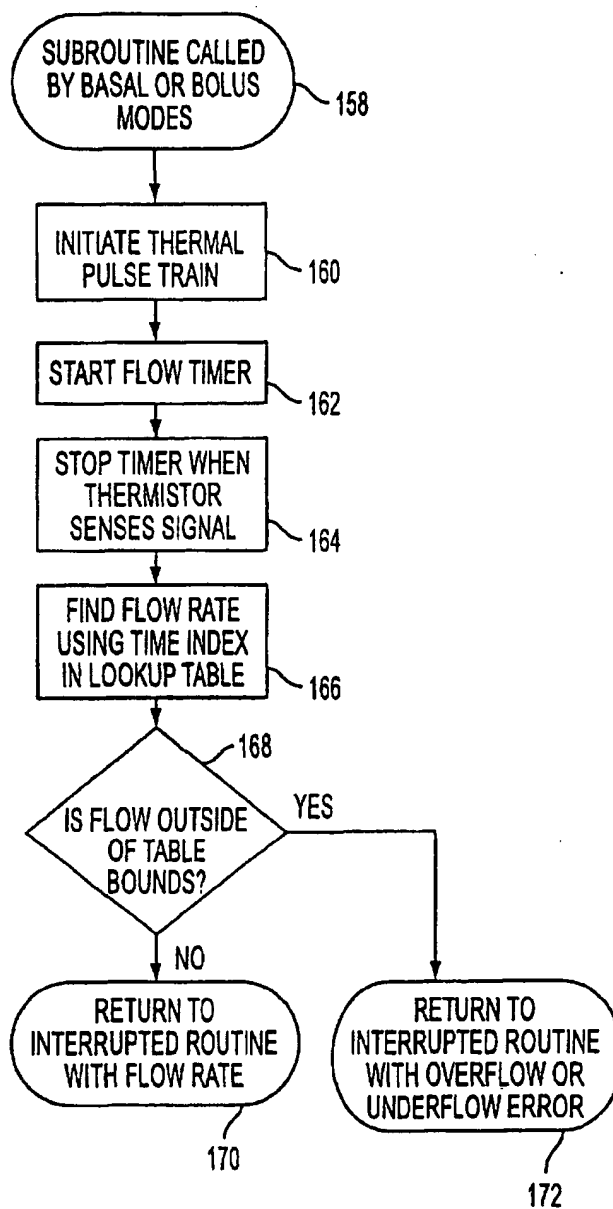 SUBROUTINE CALLED
BY BASAL OR BOLUS
MODES
158
INITIATE THERMAL
PULSE TRAIN
160
START FLOW TIMER
162
STOP TIMER WHEN
THERMISTOR
SENSES SIGNAL
164
FIND FLOW RATE
USING TIME INDEX
IN LOOKUP TABLE
166
168
IS FLOW OUTSIDE
OF TABLE
BOUNDS?
YES
NO
RETURN TO
INTERRUPTED ROUTINE
WITH FLOW RATE
170
RETURN TO
INTERRUPTED ROUTINE
WITH OVERFLOW OR
UNDERFLOW ERROR
172